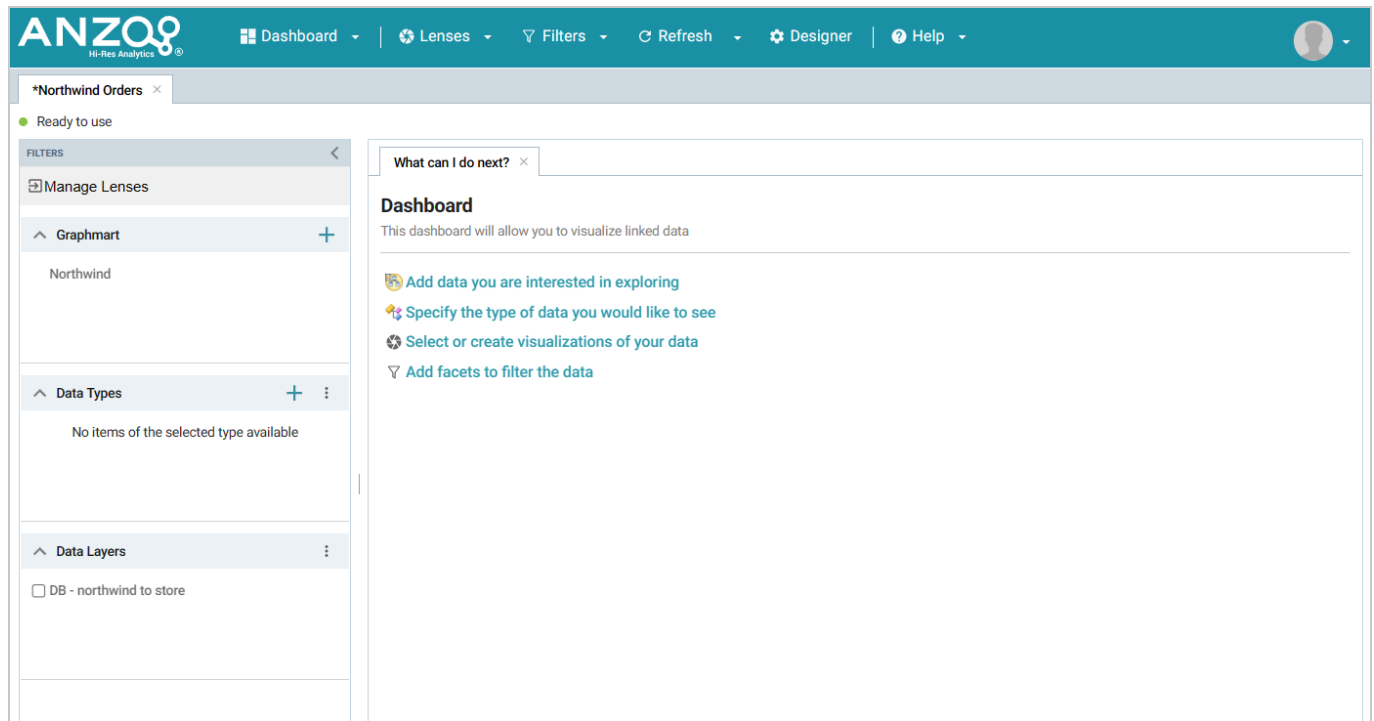 ANZO
Hi-Res Analytics ®
Dashboard Lenses Filters Refresh Designer Help
*Northwind Orders
Ready to use
FILTERS
Manage Lenses
Graphmart
Northwind
Data Types
No items of the selected type available
Data Layers
DB - northwind to store
What can I do next?
Dashboard
This dashboard will allow you to visualize linked data
Add data you are interested in exploring
Specify the type of data you would like to see
Select or create visualizations of your data
Add facets to filter the data